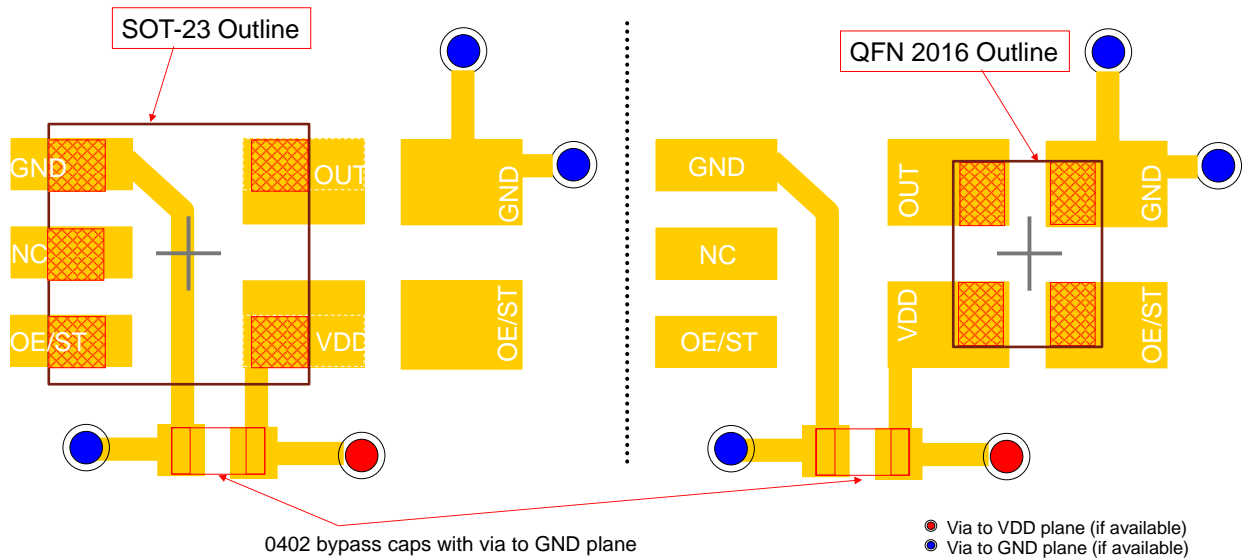 SOT-23 Outline
QFN 2016 Outline
GND
OUT
GND
NC
OE/ST
VDD
OE/ST
GND
OUT
GND
NC
OE/ST
VDD
OE/ST
0402 bypass caps with via to GND plane
Via to VDD plane (if available)
Via to GND plane (if available)